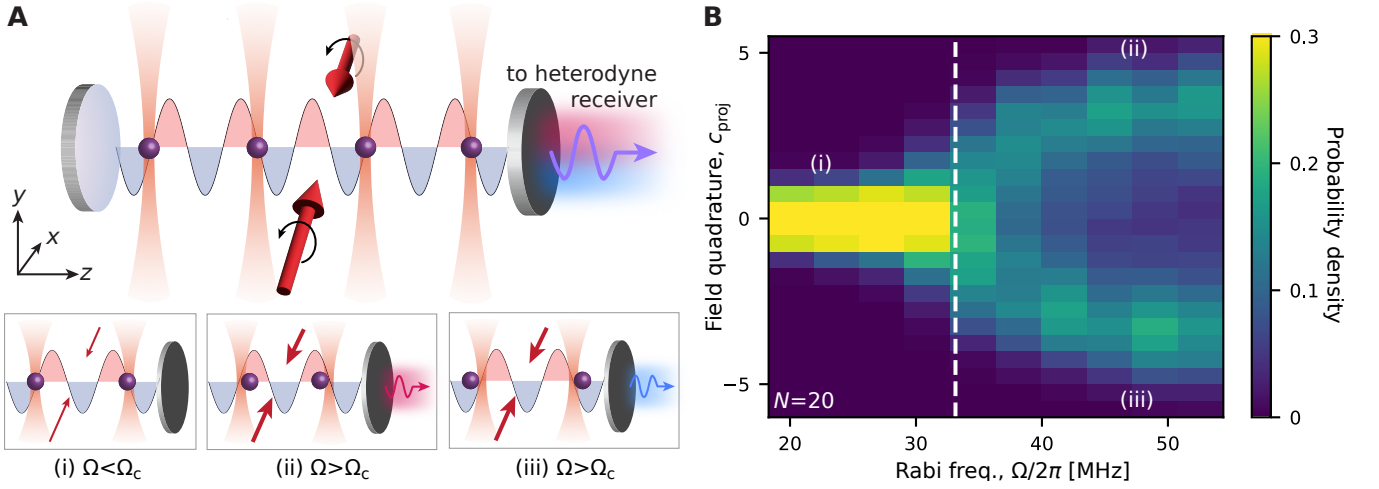 A
to heterodyne
receiver
y
x
z
(i) Ω<Ωc
(ii) Ω>Ωc
(iii) Ω>Ωc
B
Field quadrature, cproj
5
0
−5
(i)
(ii)
(iii)
N=20
20
30
40
50
Rabi freq., Ω/2π [MHz]
0.3
0.2
0.1
0
Probability density